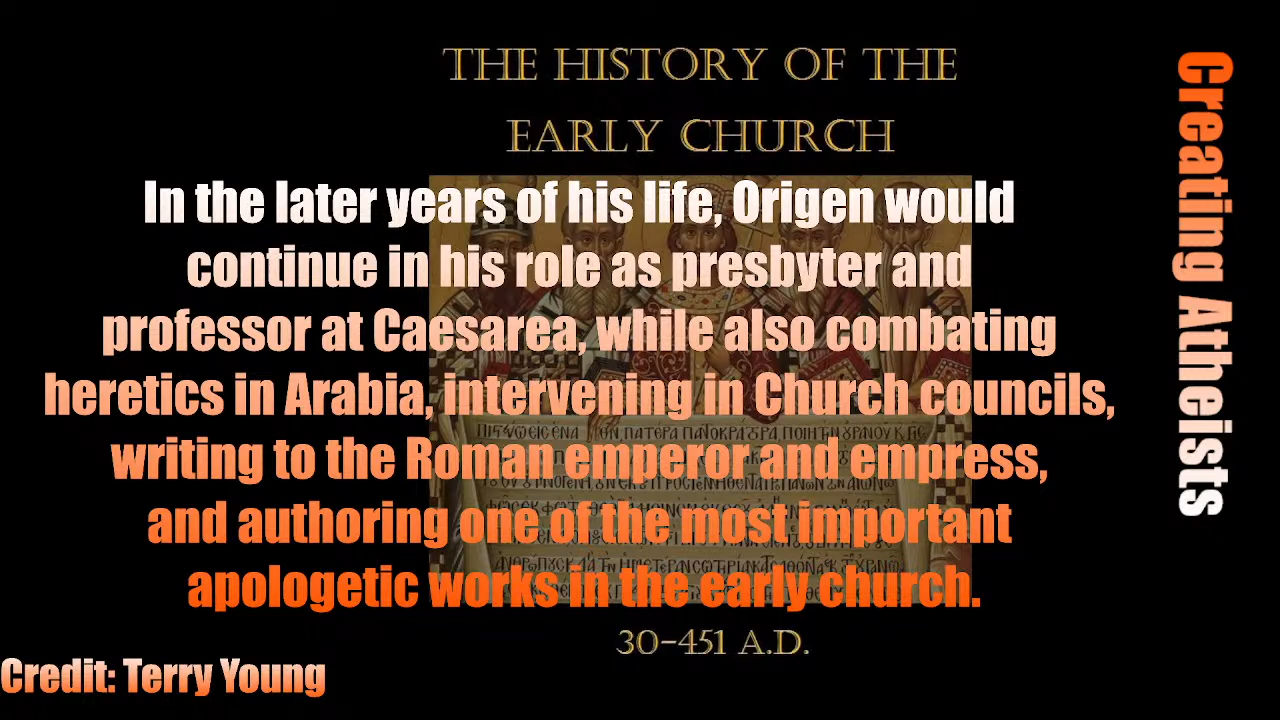 THE HISTORY OF THE
EARLY CHURCH
In the later years of his life, Origen would
continue in his role as presbyter and
professor at Caesarea, while also combating
heretics in Arabia, intervening in Church councils,
writing to the Roman emperor and empress,
and authoring one of the most important
apologetic works in the early church.
30-451 A.D.
Credit: Terry Young
Creating Atheists